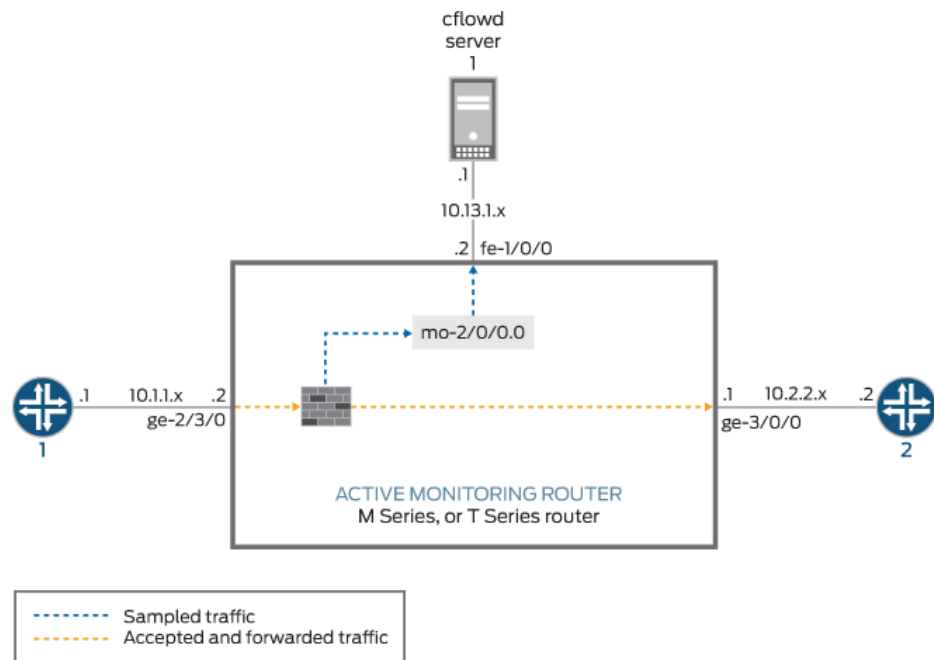 cflowd
server
1
.1
10.13.1.x
.2 fe-1/0/0
mo-2/0/0.0
.1 10.1.1.x .2
ge-2/3/0
1
.1 10.2.2.x .2
ge-3/0/0
2
ACTIVE MONITORING ROUTER
M Series, or T Series router
Sampled traffic
Accepted and forwarded traffic